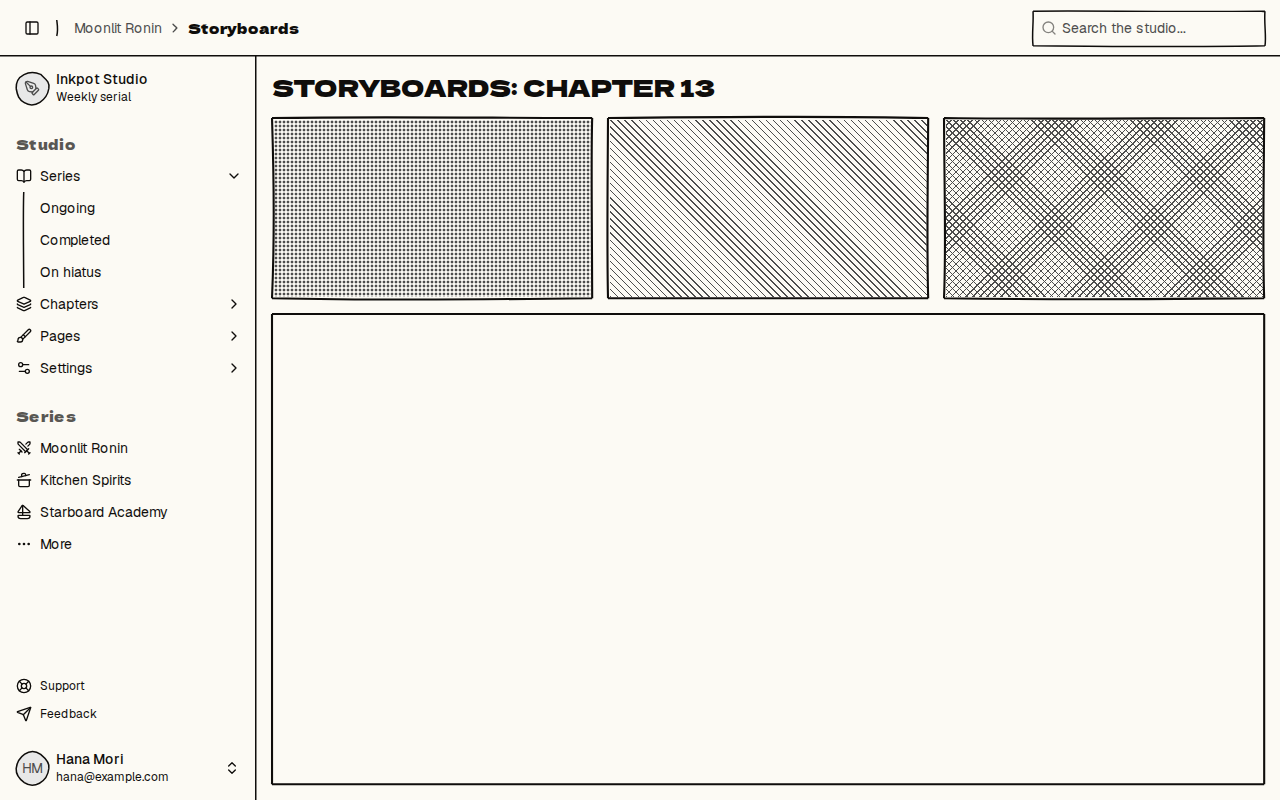 Moonlit Ronin
Storyboards
Search the studio...
Inkpot Studio
Weekly serial
Studio
Series
Ongoing
Completed
On hiatus
Chapters
Pages
Settings
Series
Moonlit Ronin
Kitchen Spirits
Starboard Academy
More
Support
Feedback
HM
Hana Mori
hana@example.com
STORYBOARDS: CHAPTER 13